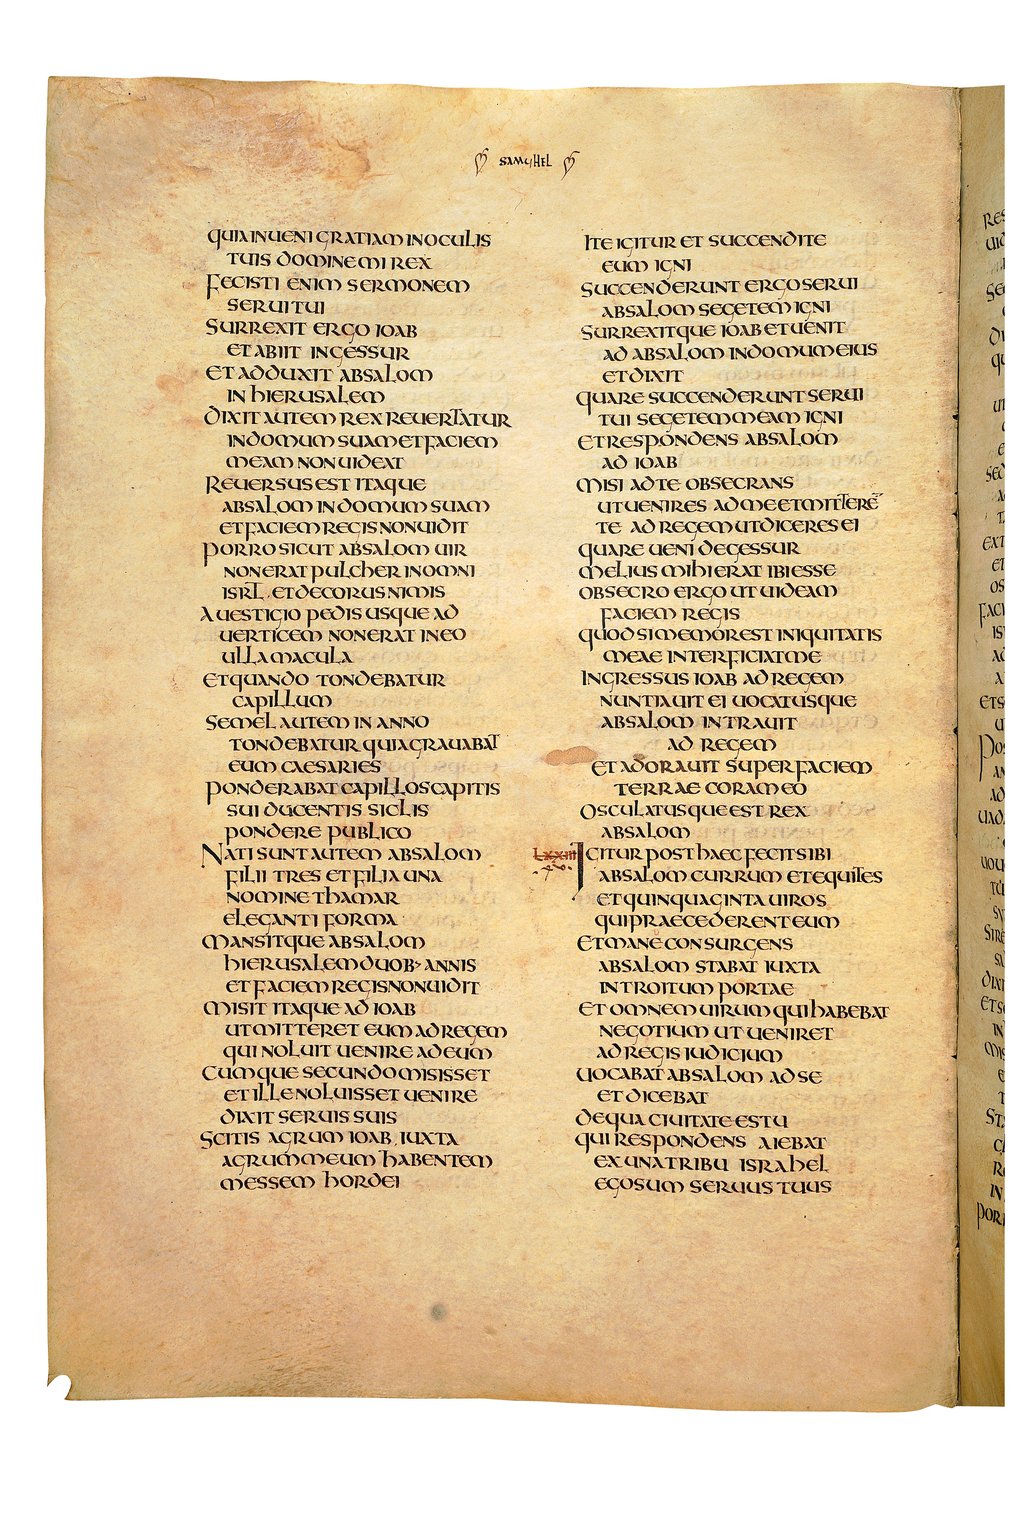 SAMUHEL
QUIA INUENI GRATIAM IN OCULIS
TUIS DOMINE MI REX
FECISTI ENIM SERMONEM
SERUI TUI
SURREXIT ERGO IOAB
ET ABIIT IN GESSUR
ET ADDUXIT ABSALOM
IN HIERUSALEM
DIXIT AUTEM REX REUERTATUR
IN DOMUM SUAM ET FACIEM
MEAM NON UIDEAT
REUERSUS EST ITAQUE
ABSALOM IN DOMUM SUAM
ET FACIEM REGIS NON UIDIT
PORRO SICUT ABSALOM UIR
NON ERAT PULCHER IN OMNI
ISRL. ET DECORUS NIMIS
A UESTIGIO PEDIS USQUE AD
UERTICEM NON ERAT IN EO
ULLA MACULA
ET QUANDO TONDEBATUR
CAPILLUM
SEMEL AUTEM IN ANNO
TONDEBATUR QUIA GRAUABAT
EUM CAESARIES
PONDERABAT CAPILLOS CAPITIS
SUI DUCENTIS SICLIS
PONDERE PUBLICO
NATI SUNT AUTEM ABSALOM
FILII TRES ET FILIA UNA
NOMINE THAMAR
ELEGANTI FORMA
MANSITQUE ABSALOM
HIERUSALEM DUOB· ANNIS
ET FACIEM REGIS NON UIDIT
MISIT ITAQUE AD IOAB
UT MITTERET EUM AD REGEM
QUI NOLUIT UENIRE AD EUM
CUMQUE SECUNDO MISISSET
ET ILLE NOLUISSET UENIRE
DIXIT SERUIS SUIS
SCITIS AGRUM IOAB IUXTA
AGRUM MEUM HABENTEM
MESSEM HORDEI
ITE IGITUR ET SUCCENDITE
EUM IGNI
SUCCENDERUNT ERGO SERUI
ABSALOM SEGETEM IGNI
SURREXITQUE IOAB ET UENIT
AD ABSALOM IN DOMUM EIUS
ET DIXIT
QUARE SUCCENDERUNT SERUI
TUI SEGETEM MEAM IGNI
ET RESPONDENS ABSALOM
AD IOAB
MISI AD TE OBSECRANS
UT UENIRES AD ME ET MITTERE
TE AD REGEM UT DICERES EI
QUARE UENI DE GESSUR
MELIUS MIHI ERAT IBI ESSE
OBSECRO ERGO UT UIDEAM
FACIEM REGIS
QUOD SI MEMOR EST INIQUITATIS
MEAE INTERFICIAT ME
INGRESSUS IOAB AD REGEM
NUNTIAUIT EI UOCATUSQUE
ABSALOM INTRAUIT
AD REGEM
ET ADORAUIT SUPER FACIEM
TERRAE CORAM EO
OSCULATUSQUE EST REX
ABSALOM
LXXIII IGITUR POST HAEC FECIT SIBI
ABSALOM CURRUM ET EQUITES
ET QUINQUAGINTA UIROS
QUI PRAECEDERENT EUM
ET MANE CONSURGENS
ABSALOM STABAT IUXTA
INTROITUM PORTAE
ET OMNEM UIRUM QUI HABEBAT
NEGOTIUM UT UENIRET
AD REGIS IUDICIUM
UOCABAT ABSALOM AD SE
ET DICEBAT
DE QUA CIUITATE ES TU
QUI RESPONDENS AIEBAT
EX UNA TRIBU ISRAHEL
EGO SUM SERUUS TUUS